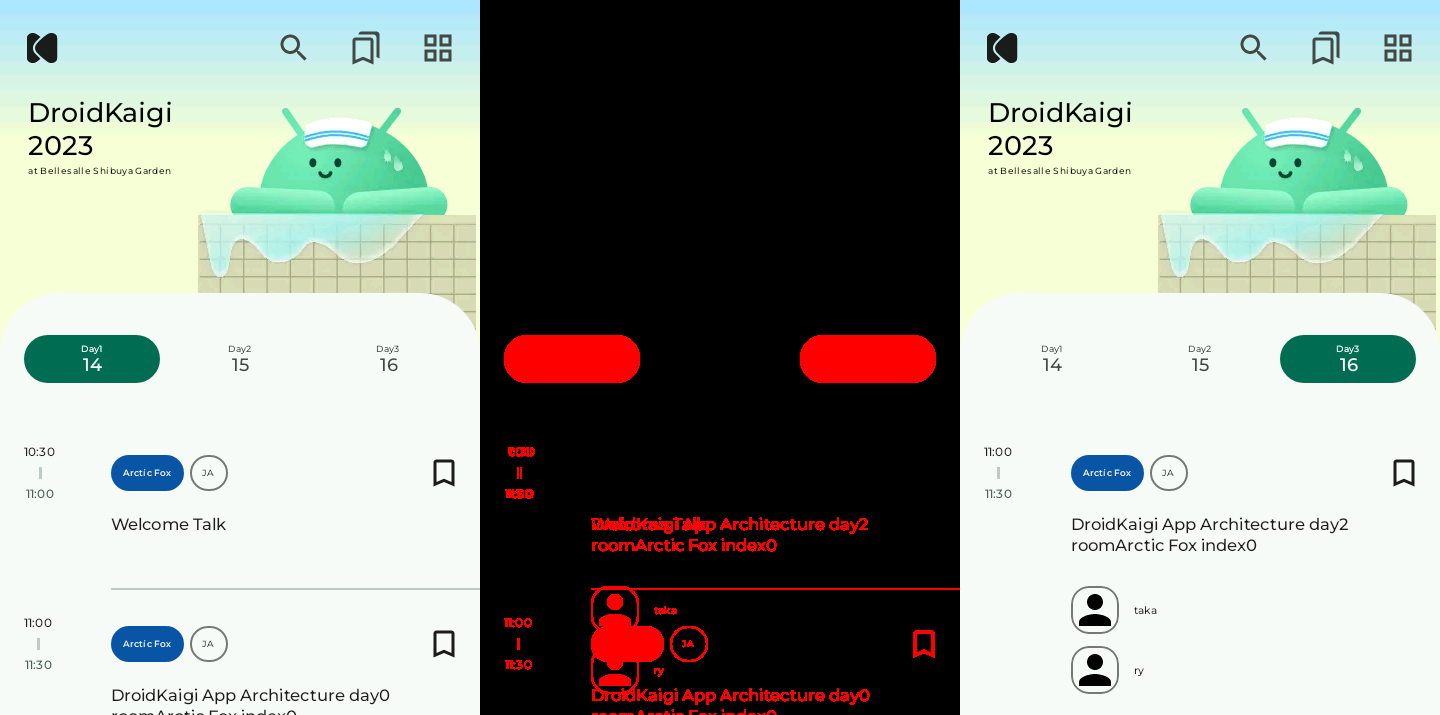 DroidKaigi
2023
at Bellesalle Shibuya Garden
Day1
14
Day2
15
Day3
16
10:30
11:00
Arctic Fox
JA
Welcome Talk
11:00
11:30
Arctic Fox
JA
DroidKaigi App Architecture day0
roomArctic Fox index0
DroidKaigi App Architecture day2
roomArctic Fox index0
taka
11:00
JA
11:30
ry
DroidKaigi App Architecture day0
roomArctic Fox index0
DroidKaigi
2023
at Bellesalle Shibuya Garden
Day1
14
Day2
15
Day3
16
11:00
11:30
Arctic Fox
JA
DroidKaigi App Architecture day2
roomArctic Fox index0
taka
ry